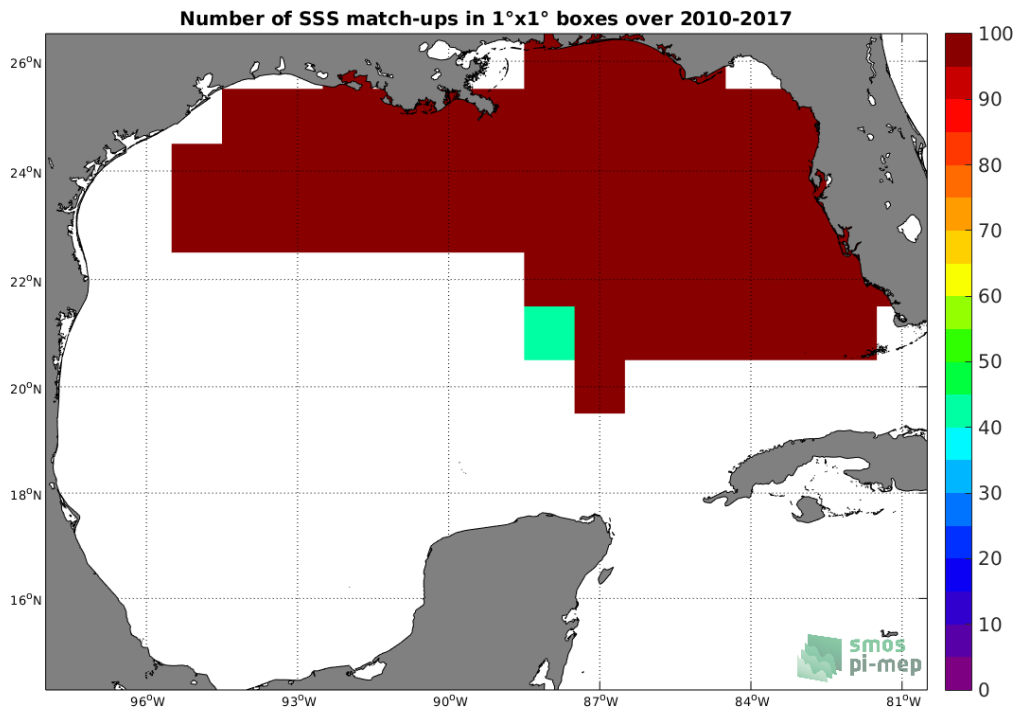 Number of SSS match-ups in 1°x1° boxes over 2010-2017
26°N
24°N
22°N
20°N
18°N
16°N
96°W
93°W
90°W
87°W
84°W
81°W
100
90
80
70
60
50
40
30
20
10
0
smos
pi-mep